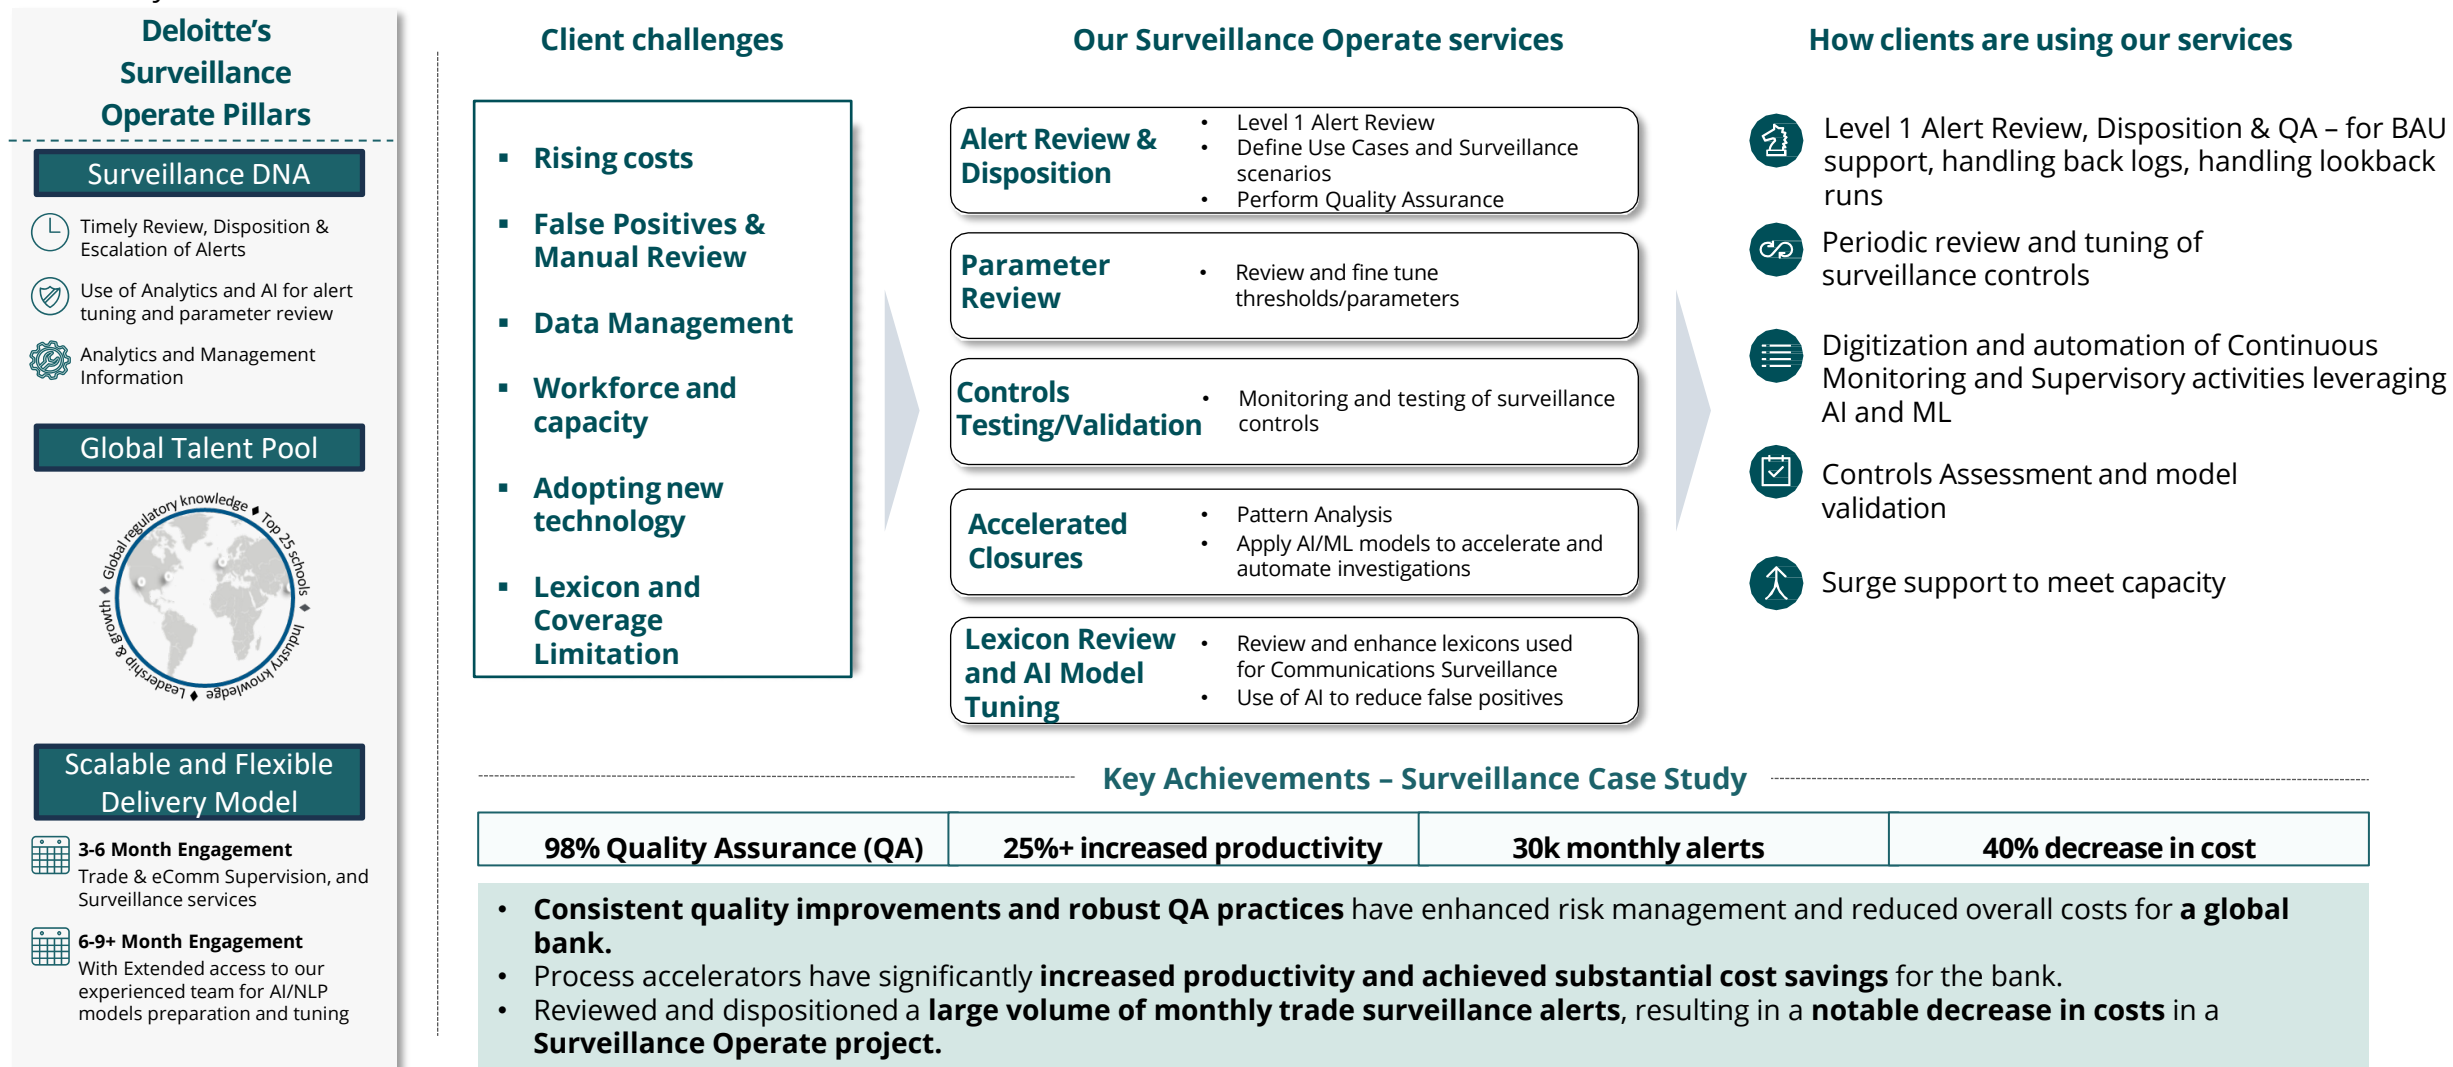 Deloitte's
Surveillance
Operate Pillars
Surveillance DNA
Timely Review, Disposition &
Escalation of Alerts
Use of Analytics and AI for alert
tuning and parameter review
Analytics and Management
Information
Global Talent Pool
Global regulatory knowledge ♦ Top 25 schools ♦ Industry knowledge ♦ Leadership & growth ♦
Scalable and Flexible
Delivery Model
3-6 Month Engagement
Trade & eComm Supervision, and
Surveillance services
6-9+ Month Engagement
With Extended access to our
experienced team for AI/NLP
models preparation and tuning
Client challenges
▪ Rising costs
▪ False Positives &
Manual Review
▪ Data Management
▪ Workforce and
capacity
▪ Adopting new
technology
▪ Lexicon and
Coverage
Limitation
Our Surveillance Operate services
Alert Review &
Disposition
• Level 1 Alert Review
• Define Use Cases and Surveillance
scenarios
• Perform Quality Assurance
Parameter
Review
• Review and fine tune
thresholds/parameters
Controls
Testing/Validation
• Monitoring and testing of surveillance
controls
Accelerated
Closures
• Pattern Analysis
• Apply AI/ML models to accelerate and
automate investigations
Lexicon Review
and AI Model
Tuning
• Review and enhance lexicons used
for Communications Surveillance
• Use of AI to reduce false positives
How clients are using our services
Level 1 Alert Review, Disposition & QA – for BAU
support, handling back logs, handling lookback
runs
Periodic review and tuning of
surveillance controls
Digitization and automation of Continuous
Monitoring and Supervisory activities leveraging
AI and ML
Controls Assessment and model
validation
Surge support to meet capacity
Key Achievements – Surveillance Case Study
98% Quality Assurance (QA)
25%+ increased productivity
30k monthly alerts
40% decrease in cost
• Consistent quality improvements and robust QA practices have enhanced risk management and reduced overall costs for a global
bank.
• Process accelerators have significantly increased productivity and achieved substantial cost savings for the bank.
• Reviewed and dispositioned a large volume of monthly trade surveillance alerts, resulting in a notable decrease in costs in a
Surveillance Operate project.